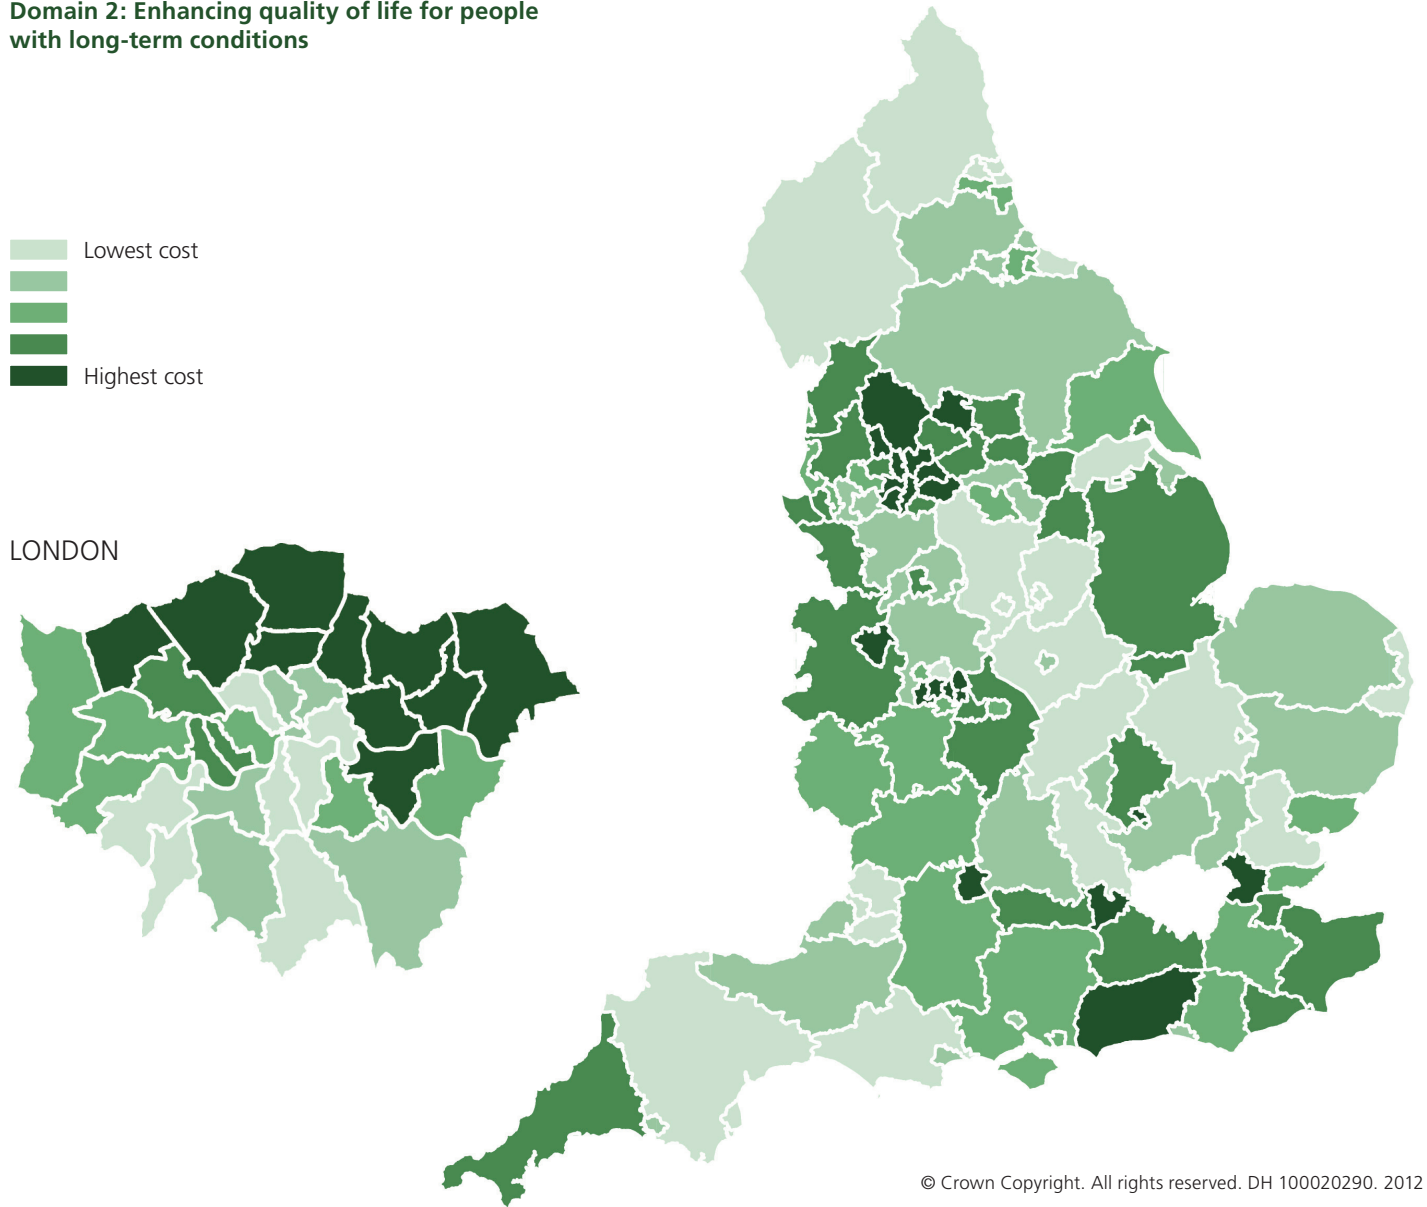 Domain 2: Enhancing quality of life for people
with long-term conditions
Lowest cost
Highest cost
LONDON
© Crown Copyright. All rights reserved. DH 100020290. 2012